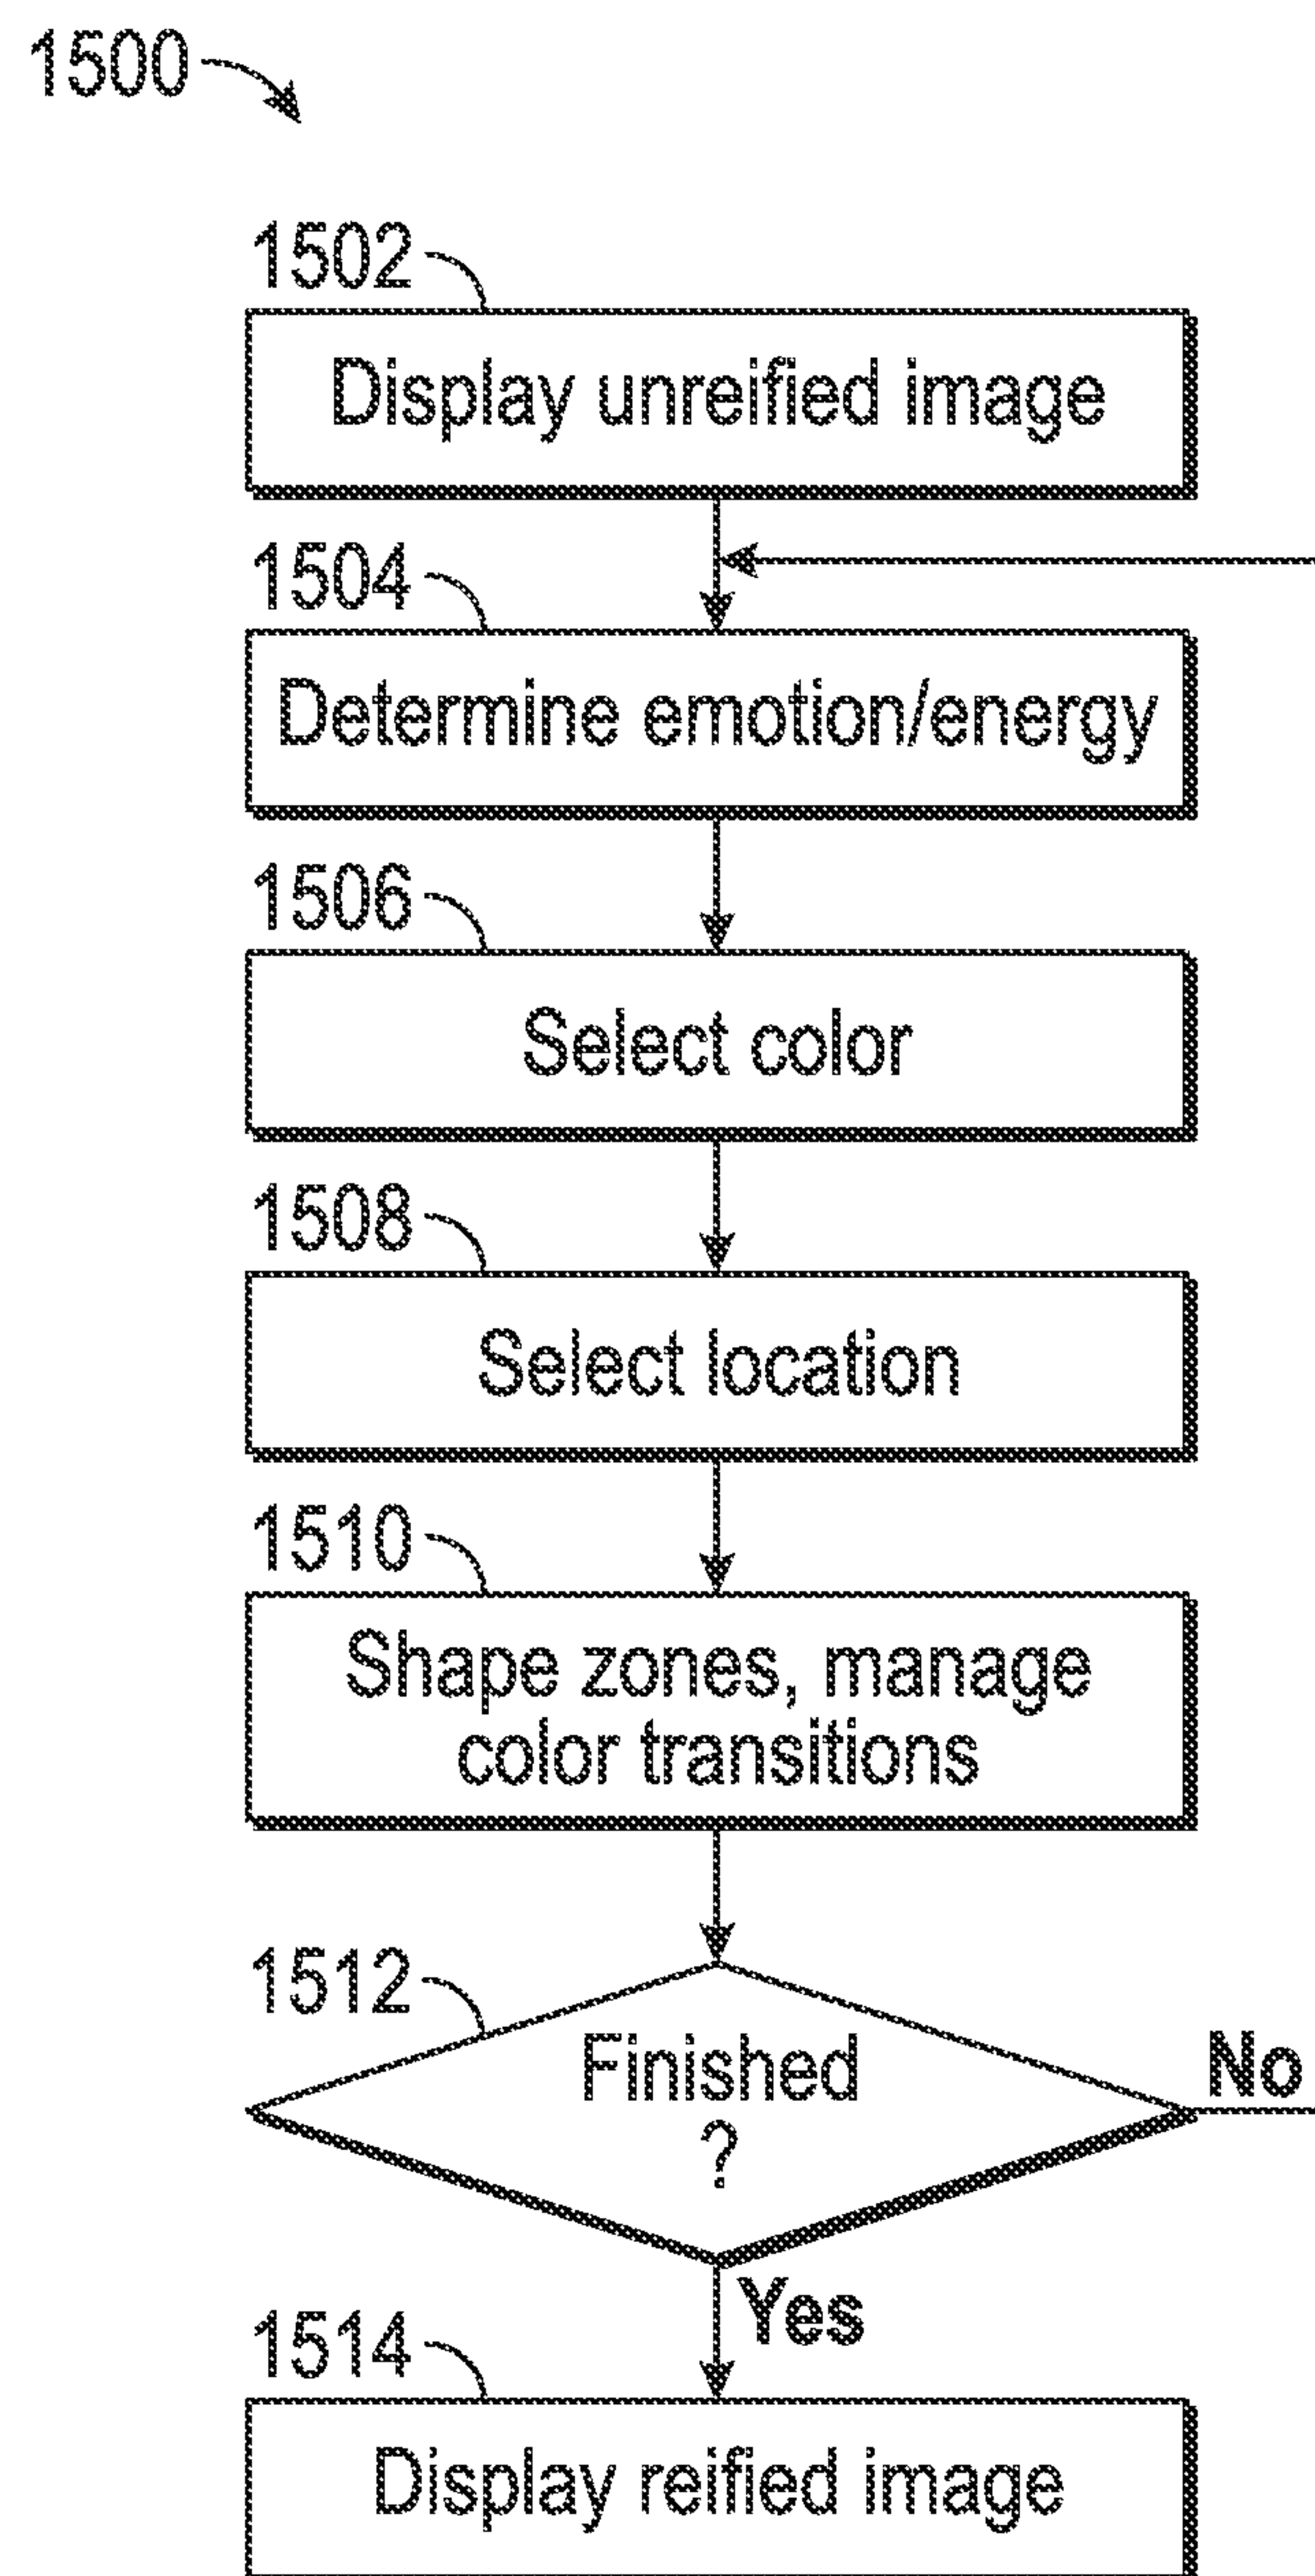 1500
1502
Display unreified image
1504
Determine emotion/energy
1506
Select color
1508
Select location
1510
Shape zones, manage
color transitions
1512
Finished
?
No
Yes
1514
Display reified image